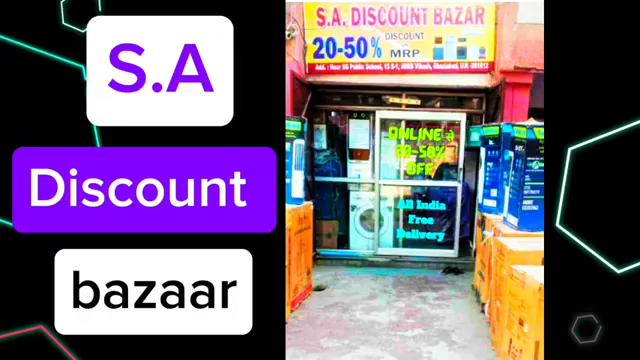 S.A
Discount
bazaar
S.A. DISCOUNT BAZAR
20-50% DISCOUNT
MRP
ONLINE से
20-50%
OFF
All India
Free
Delivery